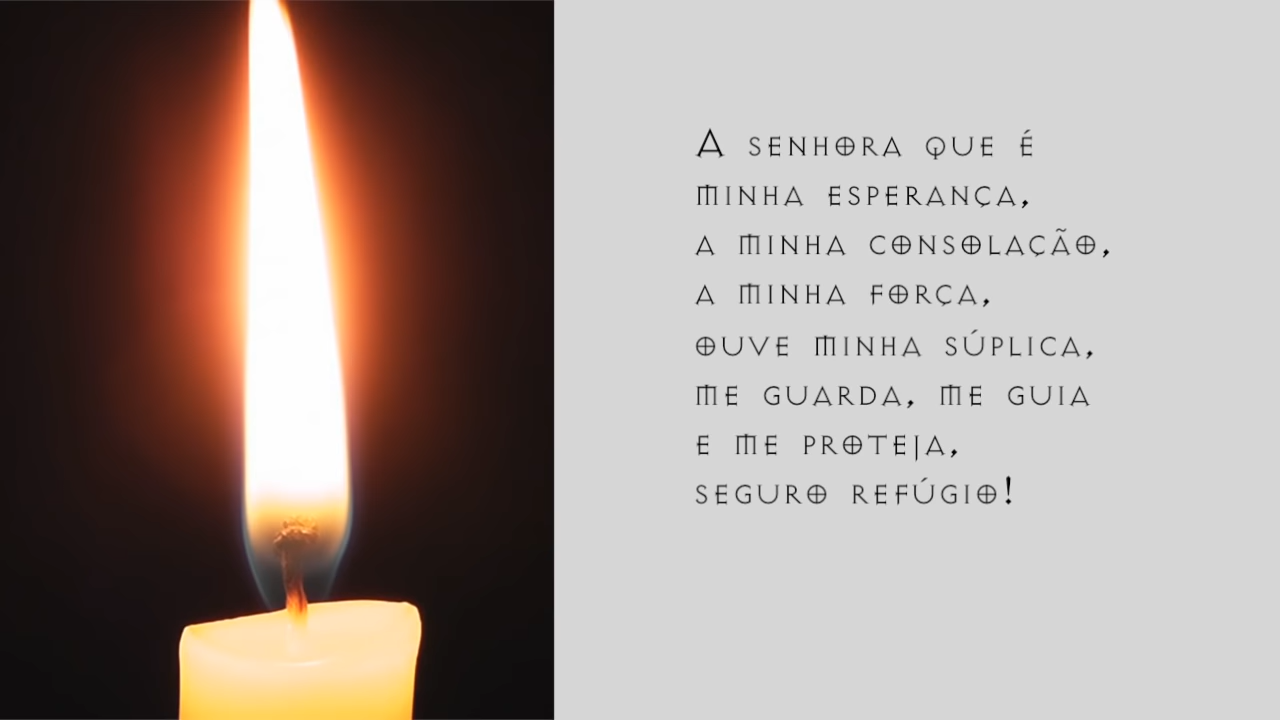 A senhora que é
minha esperança,
a minha consolação,
a minha força,
ouve minha súplica,
me guarda, me guia
e me proteja,
seguro refúgio!